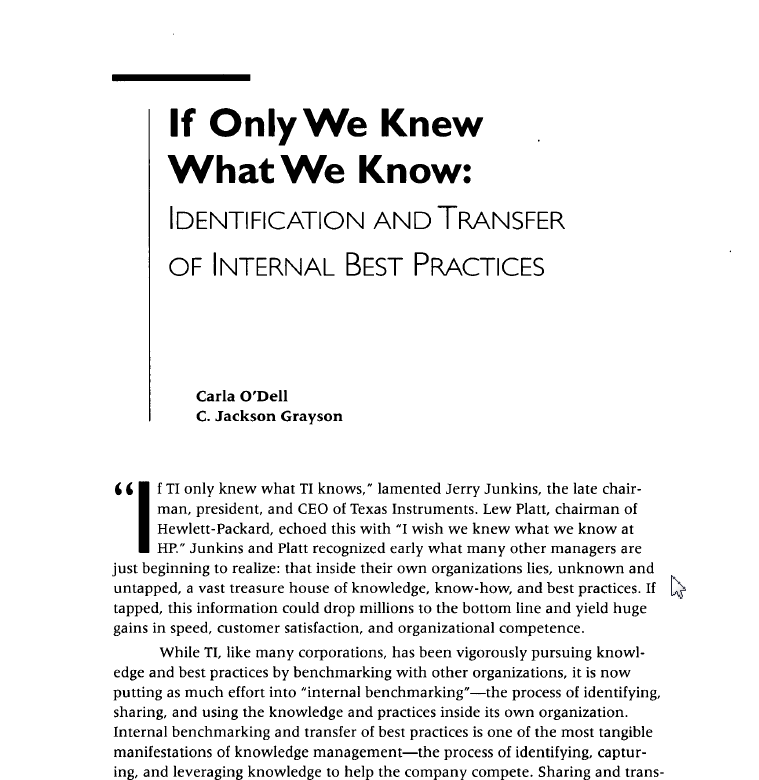 If Only We Knew
What We Know:
IDENTIFICATION AND TRANSFER
OF INTERNAL BEST PRACTICES
Carla O'Dell
C. Jackson Grayson
“If TI only knew what TI knows,” lamented Jerry Junkins, the late chair-
man, president, and CEO of Texas Instruments. Lew Platt, chairman of
Hewlett-Packard, echoed this with “I wish we knew what we know at
HP.” Junkins and Platt recognized early what many other managers are
just beginning to realize: that inside their own organizations lies, unknown and
untapped, a vast treasure house of knowledge, know-how, and best practices. If
tapped, this information could drop millions to the bottom line and yield huge
gains in speed, customer satisfaction, and organizational competence.
While TI, like many corporations, has been vigorously pursuing knowl-
edge and best practices by benchmarking with other organizations, it is now
putting as much effort into “internal benchmarking”—the process of identifying,
sharing, and using the knowledge and practices inside its own organization.
Internal benchmarking and transfer of best practices is one of the most tangible
manifestations of knowledge management—the process of identifying, captur-
ing, and leveraging knowledge to help the company compete. Sharing and trans-